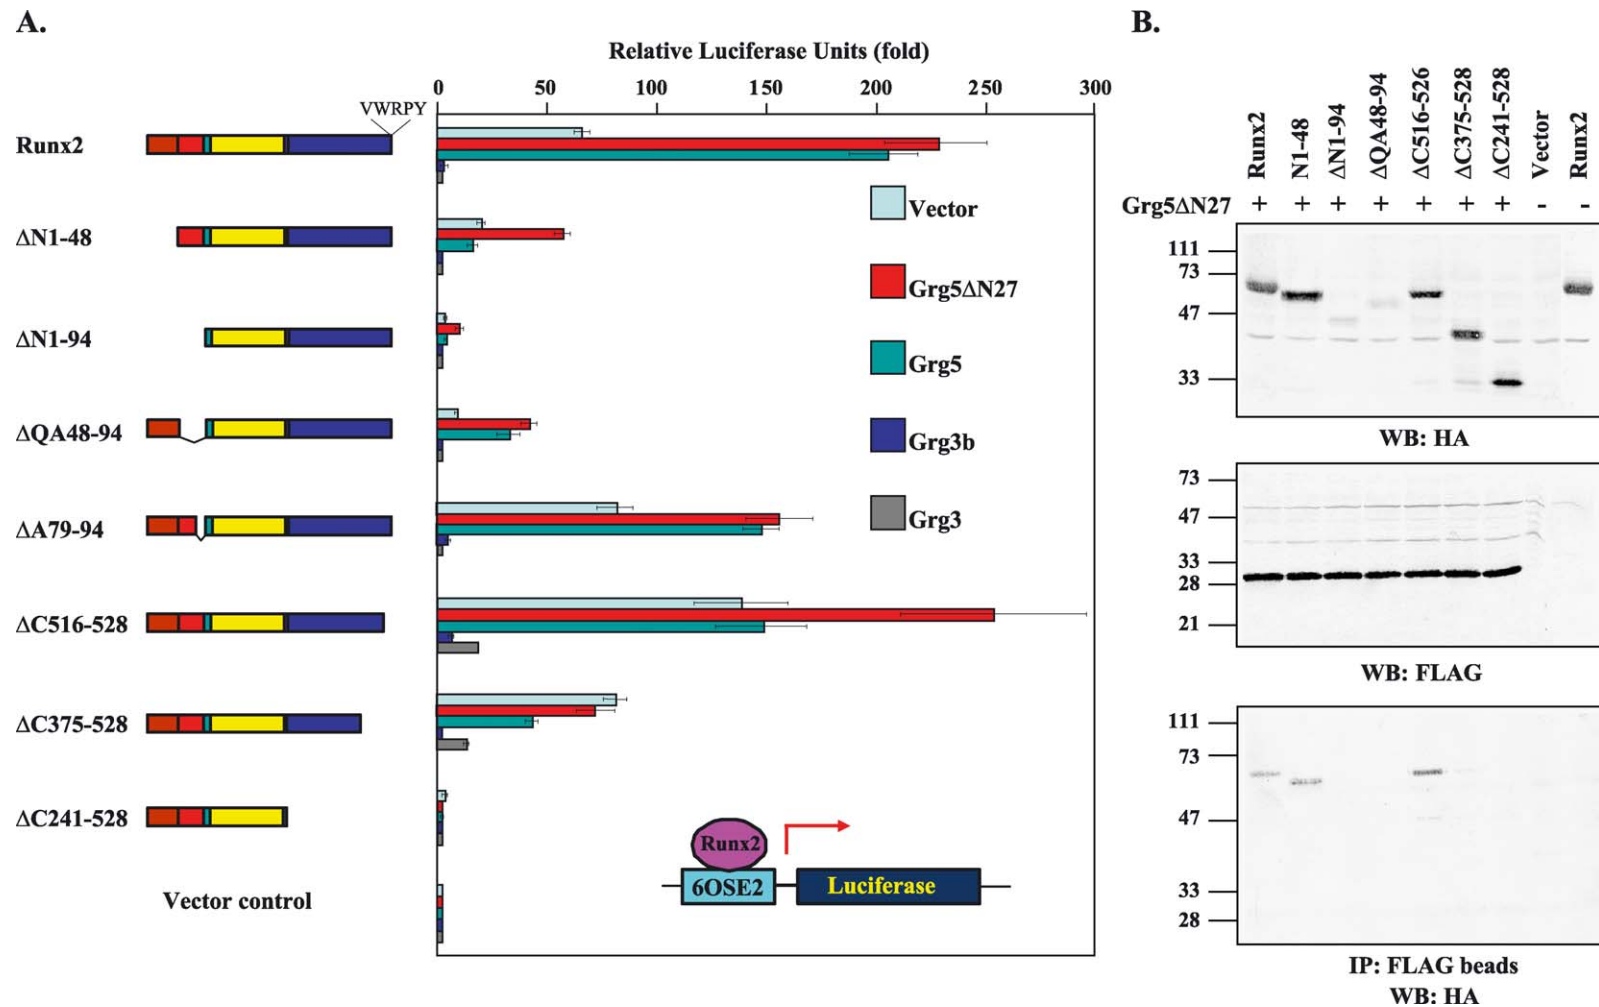 A.
Relative Luciferase Units (fold)
0 50 100 150 200 250 300
VWRPY
Runx2
ΔN1-48
ΔN1-94
ΔQA48-94
ΔA79-94
ΔC516-528
ΔC375-528
ΔC241-528
Vector control
Vector
Grg5ΔN27
Grg5
Grg3b
Grg3
Runx2
6OSE2
Luciferase
B.
Runx2
N1-48
ΔN1-94
ΔQA48-94
ΔC516-526
ΔC375-528
ΔC241-528
Vector
Runx2
Grg5ΔN27 + + + + + + + - -
111
73
47
33
WB: HA
73
47
33
28
21
WB: FLAG
111
73
47
33
28
IP: FLAG beads
WB: HA